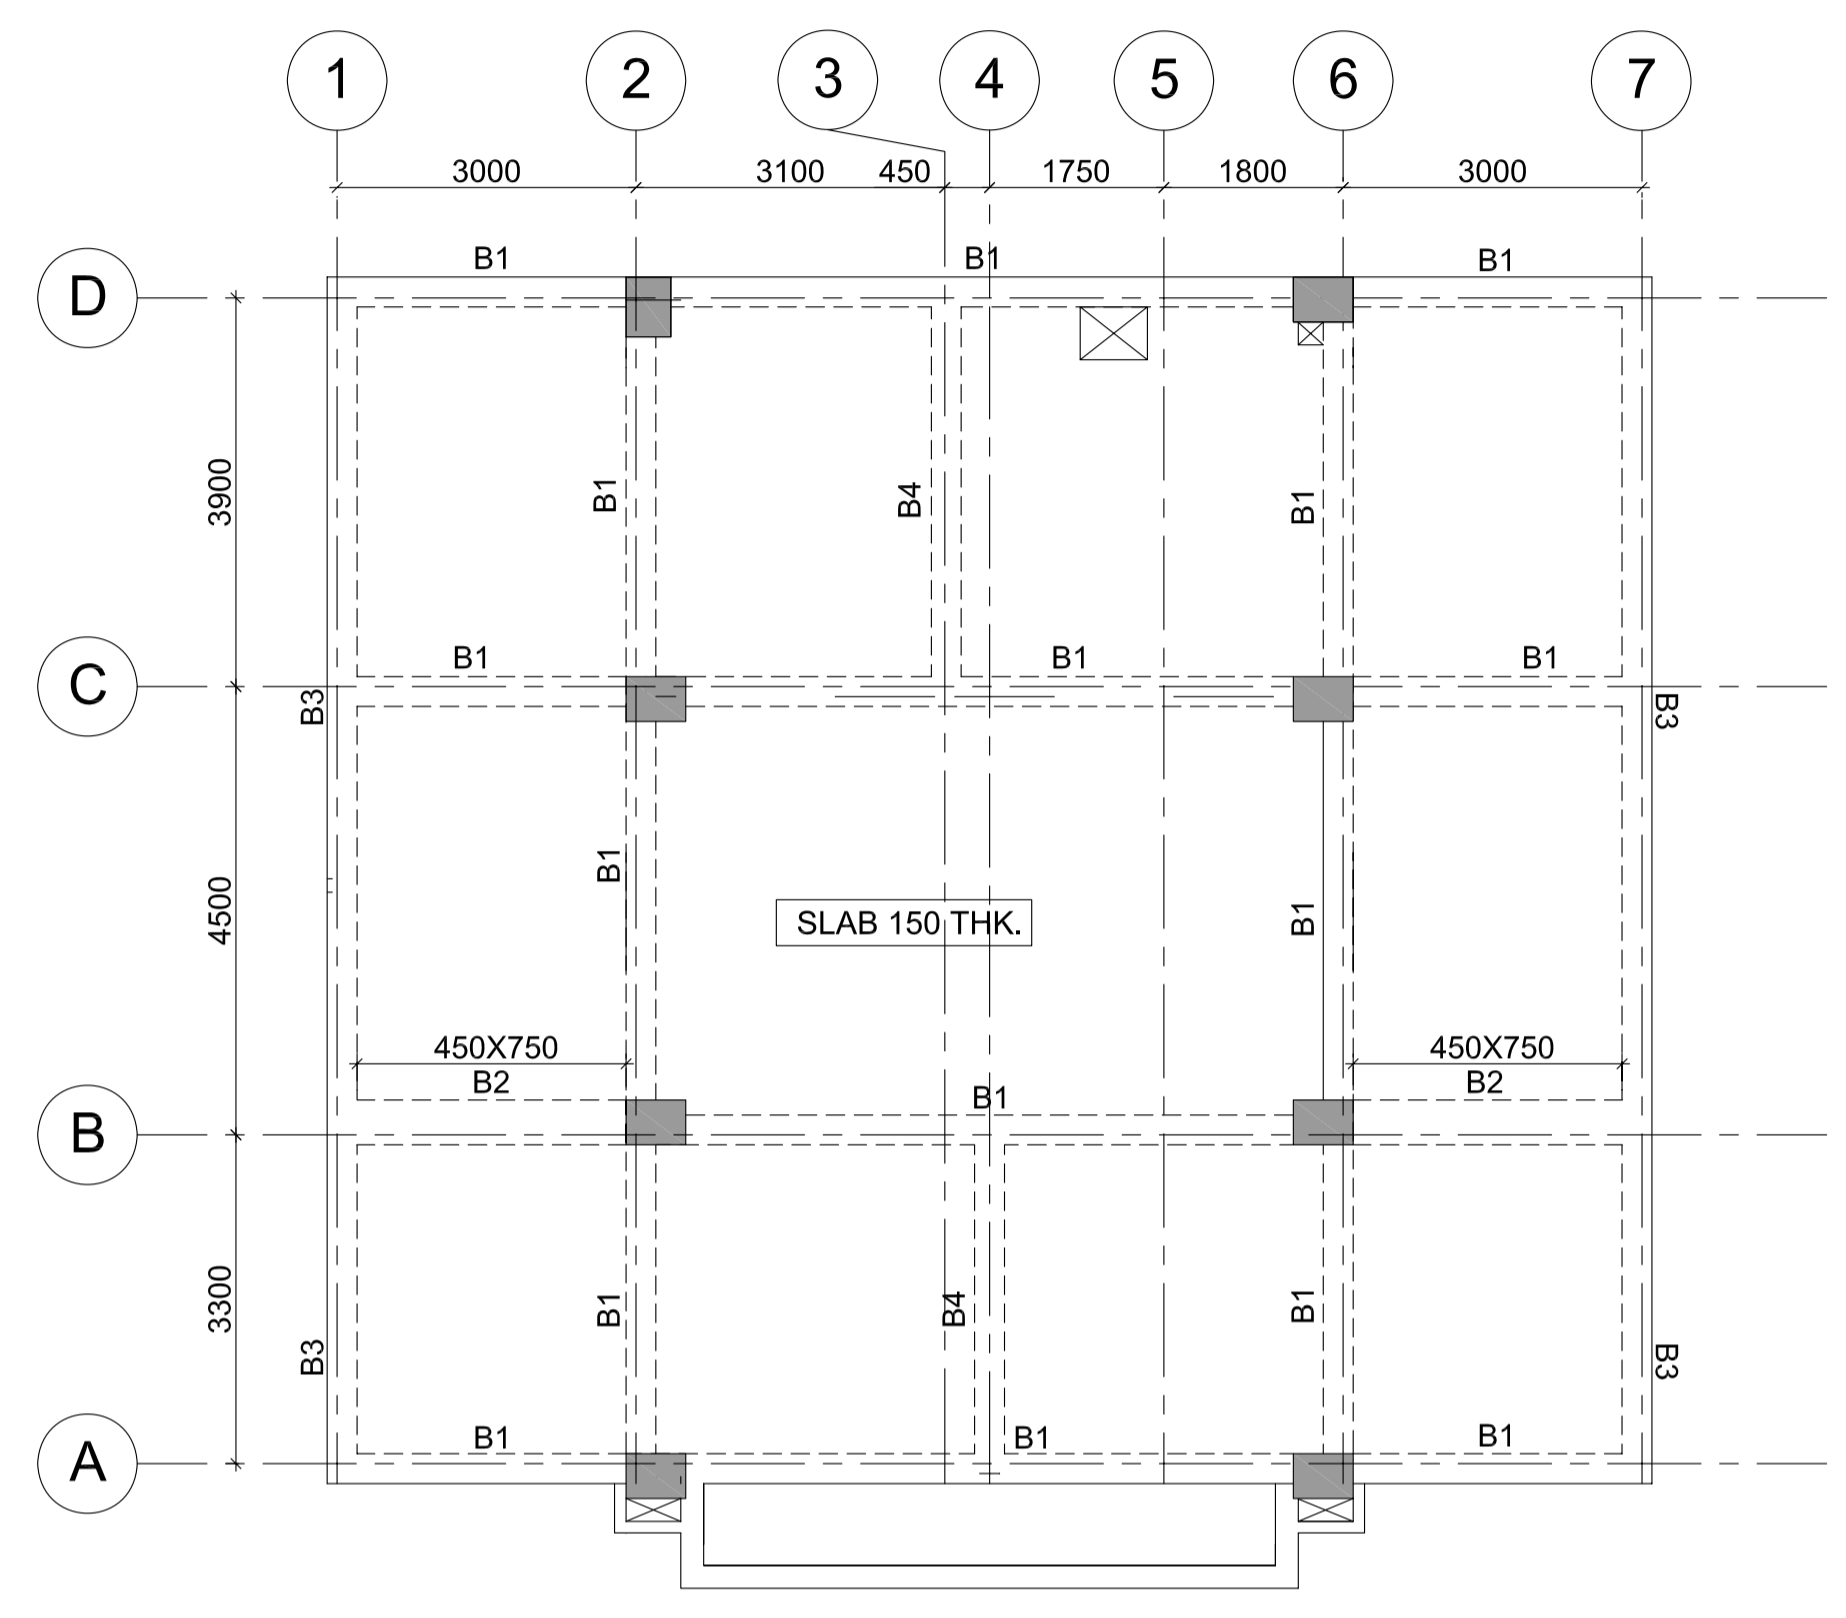 1 2 3 4 5 6 7
3000 3100 450 1750 1800 3000
B1 B1 B1
D
3900
B1 B4 B1
B1 B1 B1
C
B3 B3
4500
B1 B1
SLAB 150 THK.
450X750 450X750
B2 B1 B2
B
3300
B1 B4 B1
B3 B3
B1 B1 B1
A